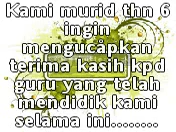 Kami murid thn 6
ingin
mengucapkan
terima kasih kpd
guru yang telah
mendidik kami
selama ini........